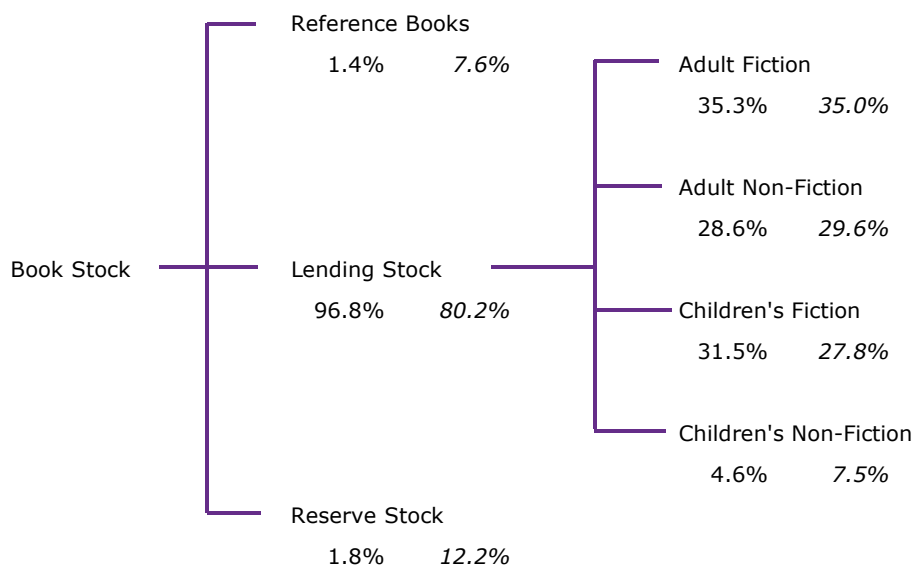 Reference Books
1.4% 7.6%
Adult Fiction
35.3% 35.0%
Adult Non-Fiction
28.6% 29.6%
Book Stock
Lending Stock
96.8% 80.2%
Children's Fiction
31.5% 27.8%
Children's Non-Fiction
4.6% 7.5%
Reserve Stock
1.8% 12.2%